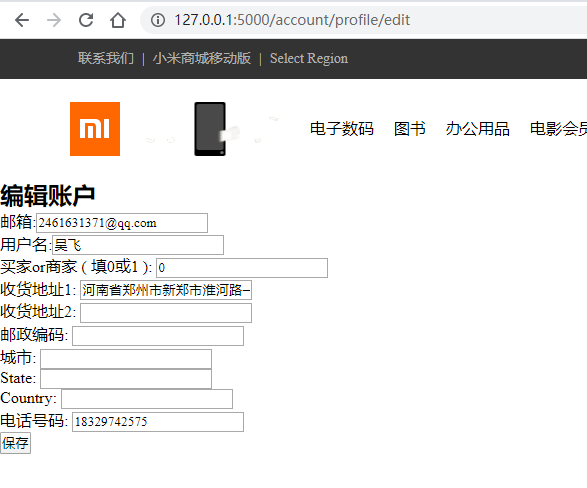 127.0.0.1:5000/account/profile/edit
联系我们 | 小米商城移动版 | Select Region
电子数码 图书 办公用品 电影会员
编辑账户
邮箱:2461631371@qq.com
用户名:吴飞
买家or商家 ( 填0或1 ): 0
收货地址1: 河南省郑州市新郑市淮河路一
收货地址2:
邮政编码:
城市:
State:
Country:
电话号码: 18329742575
保存